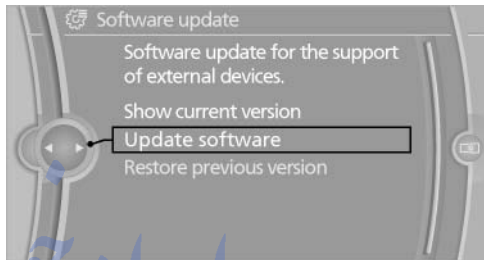 Software update
Software update for the support
of external devices.
Show current version
Update software
Restore previous version